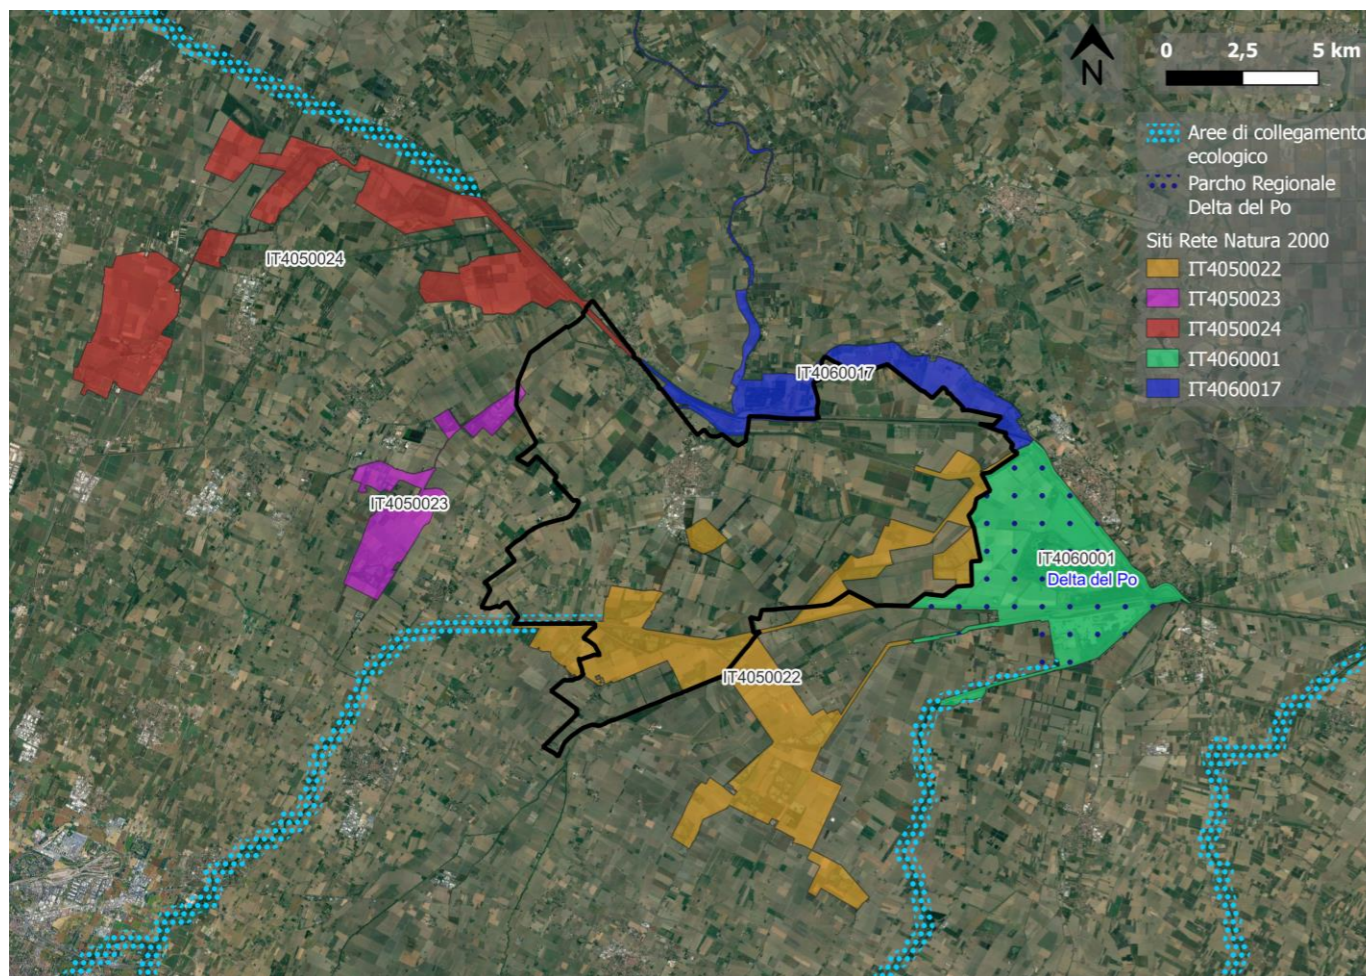 N
0 2,5 5 km
Aree di collegamento
ecologico
Parcho Regionale
Delta del Po
Siti Rete Natura 2000
IT4050022
IT4050023
IT4050024
IT4060001
IT4060017
IT4050024
IT4060017
IT4050023
IT4060001
Delta del Po
IT4050022